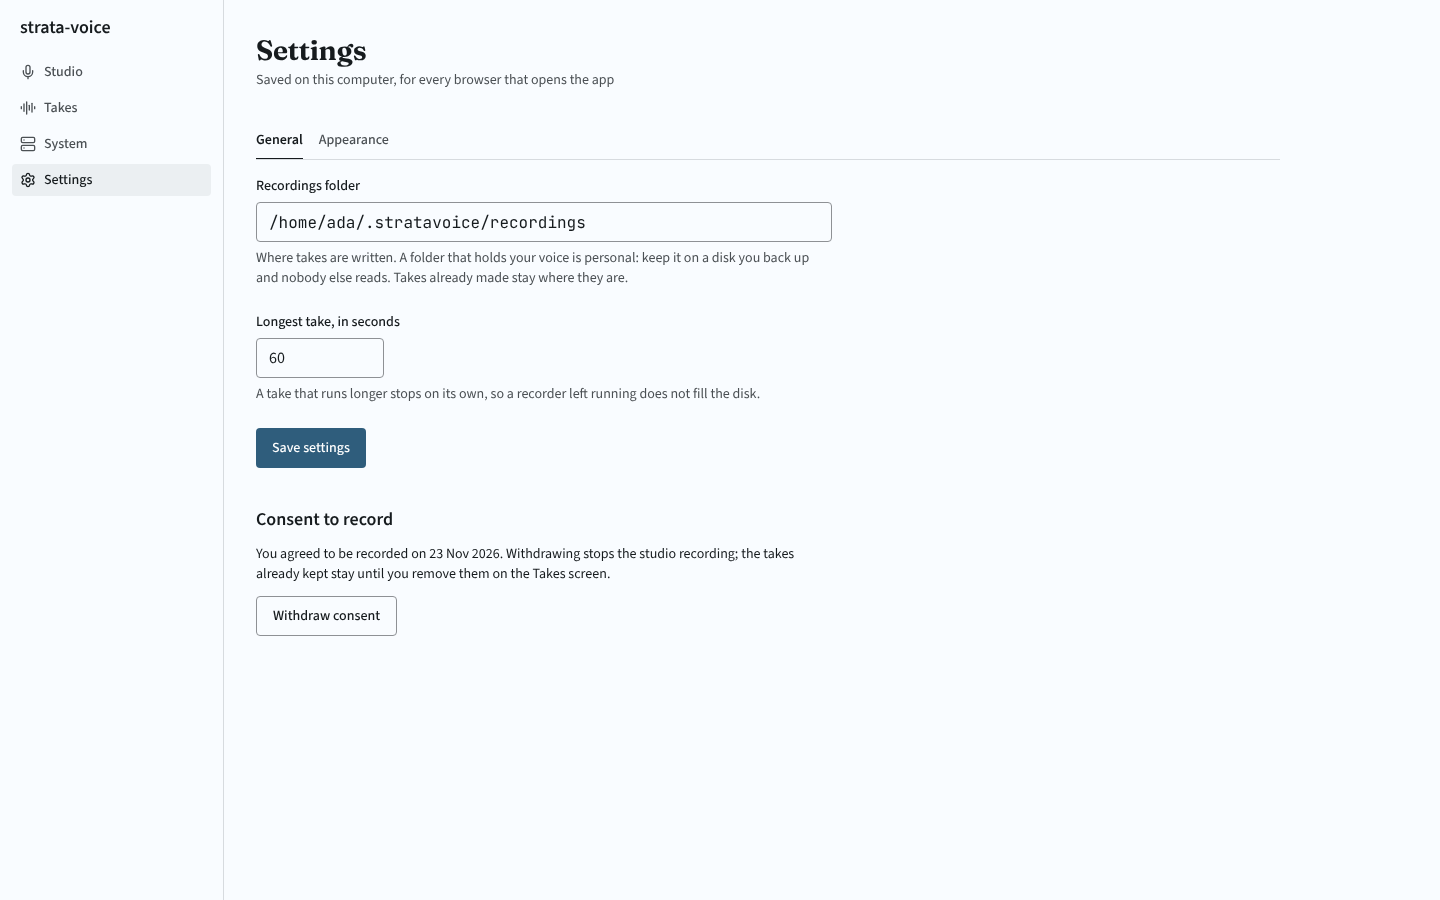 strata-voice
Studio
Takes
System
Settings
Settings
Saved on this computer, for every browser that opens the app
General
Appearance
Recordings folder
/home/ada/.stratavoice/recordings
Where takes are written. A folder that holds your voice is personal: keep it on a disk you back up
and nobody else reads. Takes already made stay where they are.
Longest take, in seconds
60
A take that runs longer stops on its own, so a recorder left running does not fill the disk.
Save settings
Consent to record
You agreed to be recorded on 23 Nov 2026. Withdrawing stops the studio recording; the takes
already kept stay until you remove them on the Takes screen.
Withdraw consent